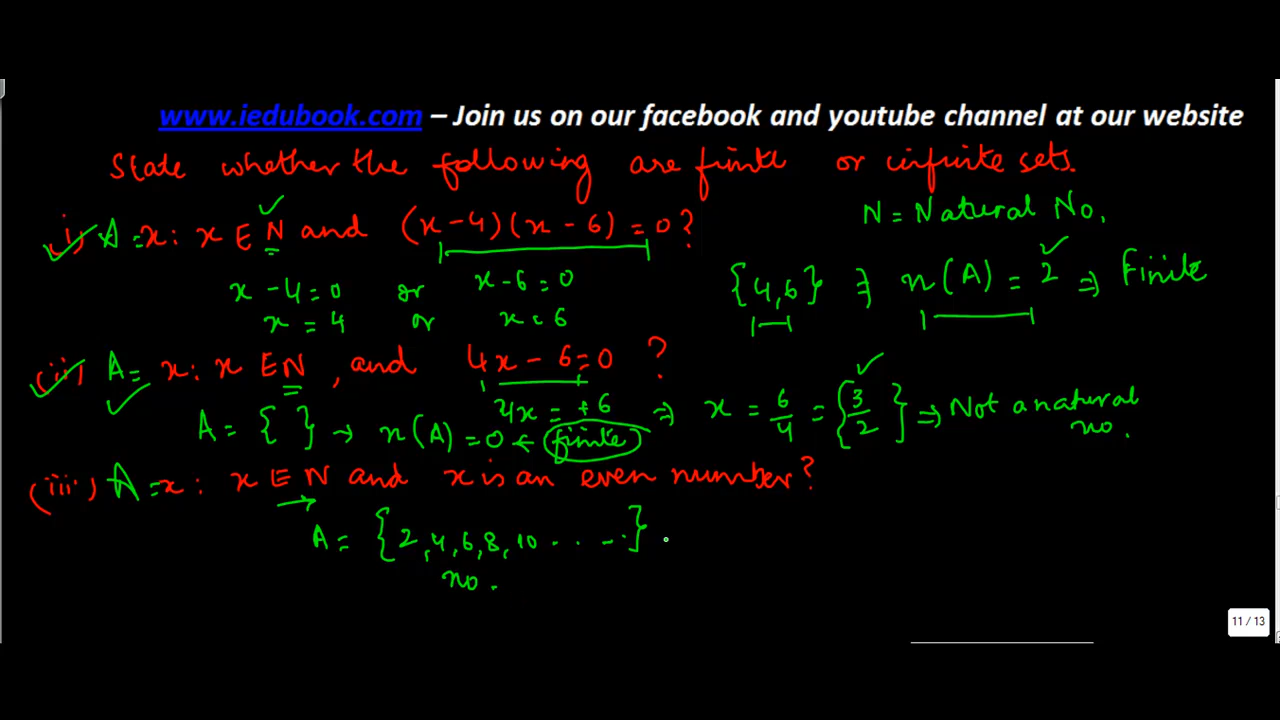 www.iedubook.com – Join us on our facebook and youtube channel at our website
State whether the following are finite or infinite sets.
N = Natural No.
(i) A = x : x E N and (x - 4) (x - 6) = 0 ?
x - 4 = 0 or x - 6 = 0
x = 4 or x = 6
{4,6} ⇒ n(A) = 2 ⇒ Finite
(ii) A = x : x E N , and 4x - 6 = 0 ?
4x = +6 ⇒ x = 6/4 = {3/2} ⇒ Not a natural no.
A = { } → n(A) = 0 ← finite
(iii) A = x : x E N and x is an even number ?
A = {2, 4, 6, 8, 10 . . . - .}
no .
11 / 13